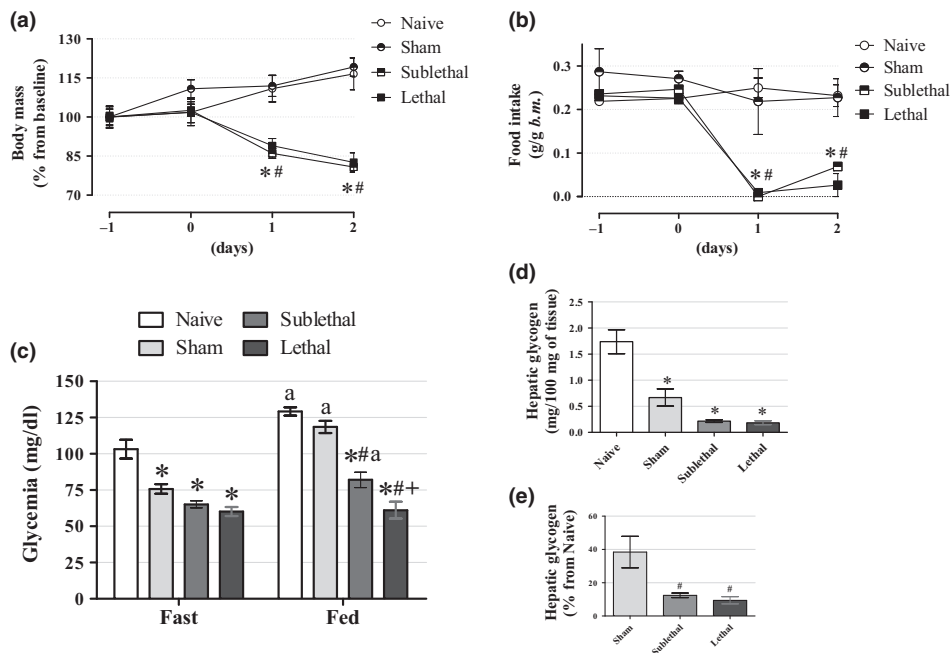 (a)
130
115
100
85
70
Body mass
(% from baseline)
−1
0
1
2
(days)
*#
*#
Naive
Sham
Sublethal
Lethal
(b)
0.4
0.3
0.2
0.1
0.0
Food intake
(g/g b.m.)
−1
0
1
2
(days)
*#
*#
Naive
Sham
Sublethal
Lethal
(c)
Naive
Sham
Sublethal
Lethal
150
125
100
75
50
25
0
Glycemia (mg/dl)
*
*
*
a
a
*#a
*#+
Fast
Fed
(d)
2.5
2.0
1.5
1.0
0.5
0.0
Hepatic glycogen
(mg/100 mg of tissue)
*
*
*
Naive
Sham
Sublethal
Lethal
(e)
60
40
20
0
Hepatic glycogen
(% from Naive)
#
#
Sham
Sublethal
Lethal